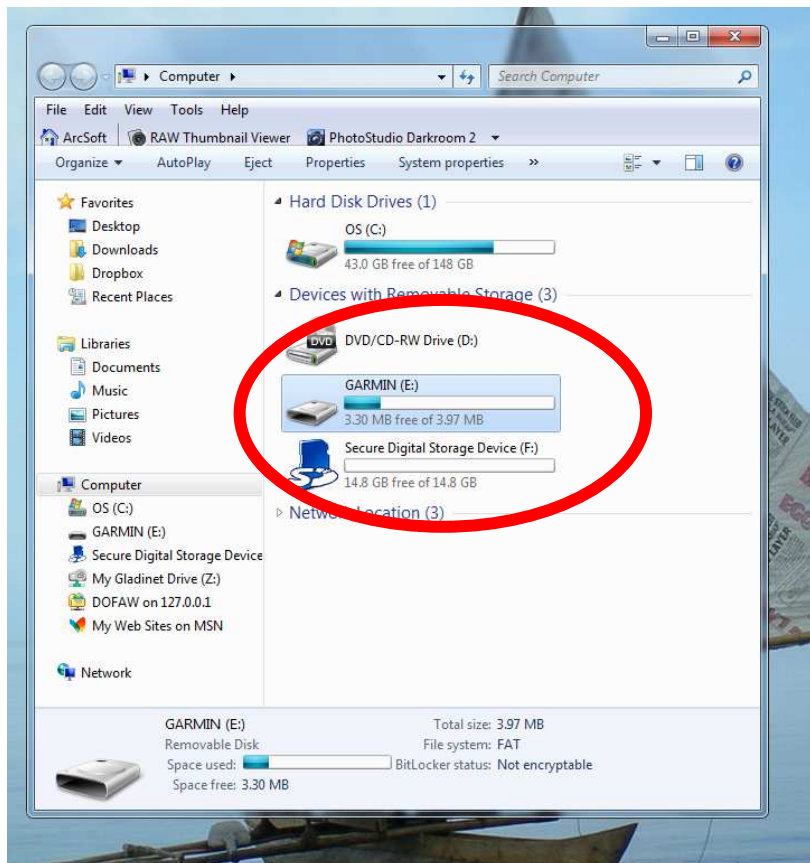 Computer
Search Computer
File Edit View Tools Help
ArcSoft RAW Thumbnail Viewer PhotoStudio Darkroom 2
Organize AutoPlay Eject Properties System properties »
Favorites
Desktop
Downloads
Dropbox
Recent Places
Libraries
Documents
Music
Pictures
Videos
Computer
OS (C:)
GARMIN (E:)
Secure Digital Storage Device
My Gladinet Drive (Z:)
DOFAW on 127.0.0.1
My Web Sites on MSN
Network
Hard Disk Drives (1)
OS (C:)
43.0 GB free of 148 GB
Devices with Removable Storage (3)
DVD
DVD/CD-RW Drive (D:)
GARMIN (E:)
3.30 MB free of 3.97 MB
Secure Digital Storage Device (F:)
14.8 GB free of 14.8 GB
Network Location (3)
GARMIN (E:)
Removable Disk
Space used:
Space free: 3.30 MB
Total size: 3.97 MB
File system: FAT
BitLocker status: Not encryptable